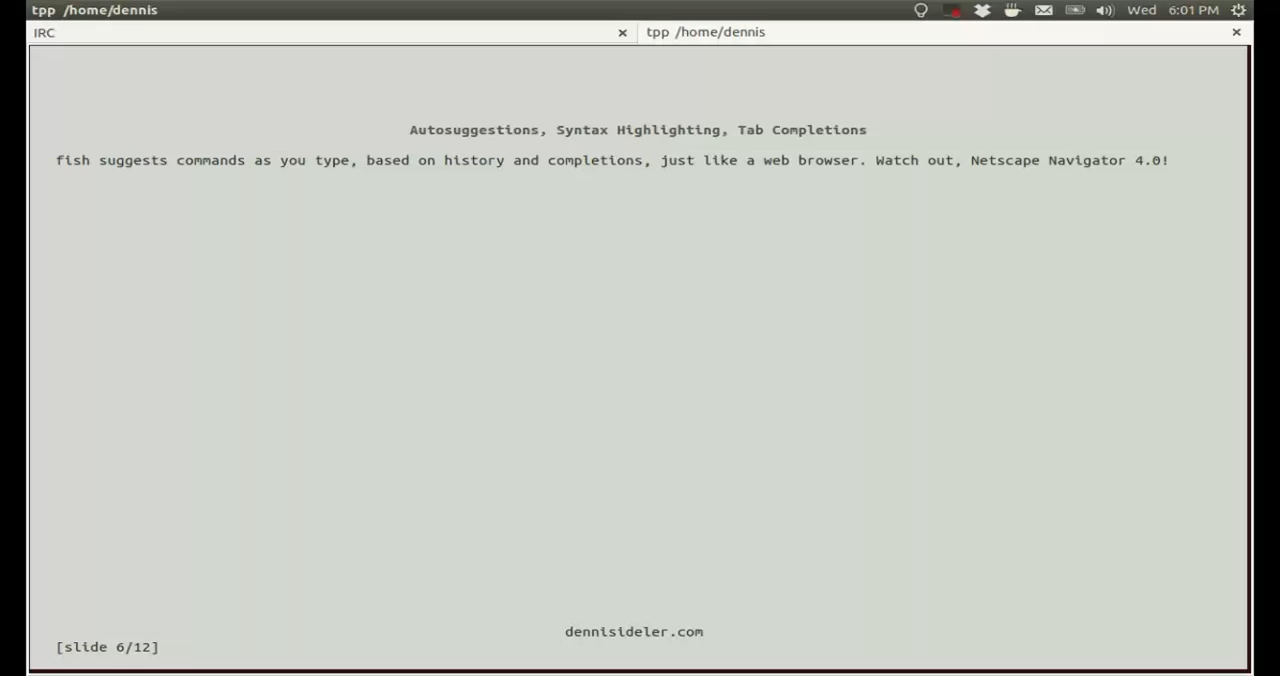 tpp /home/dennis
Wed 6:01 PM
IRC
tpp /home/dennis
Autosuggestions, Syntax Highlighting, Tab Completions
fish suggests commands as you type, based on history and completions, just like a web browser. Watch out, Netscape Navigator 4.0!
dennisideler.com
[slide 6/12]